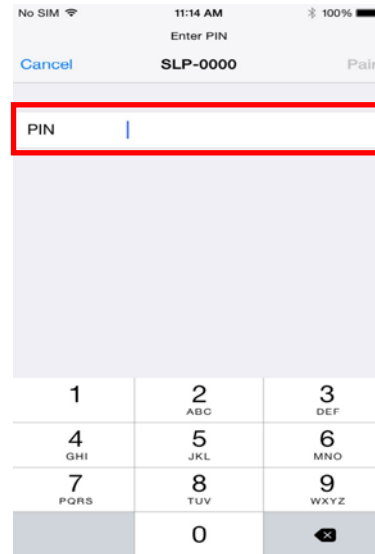 No SIM 11:14 AM 100%
Enter PIN
Cancel SLP-0000 Pair
PIN
1 2 3
ABC DEF
4 5 6
GHI JKL MNO
7 8 9
PQRS TUV WXYZ
0